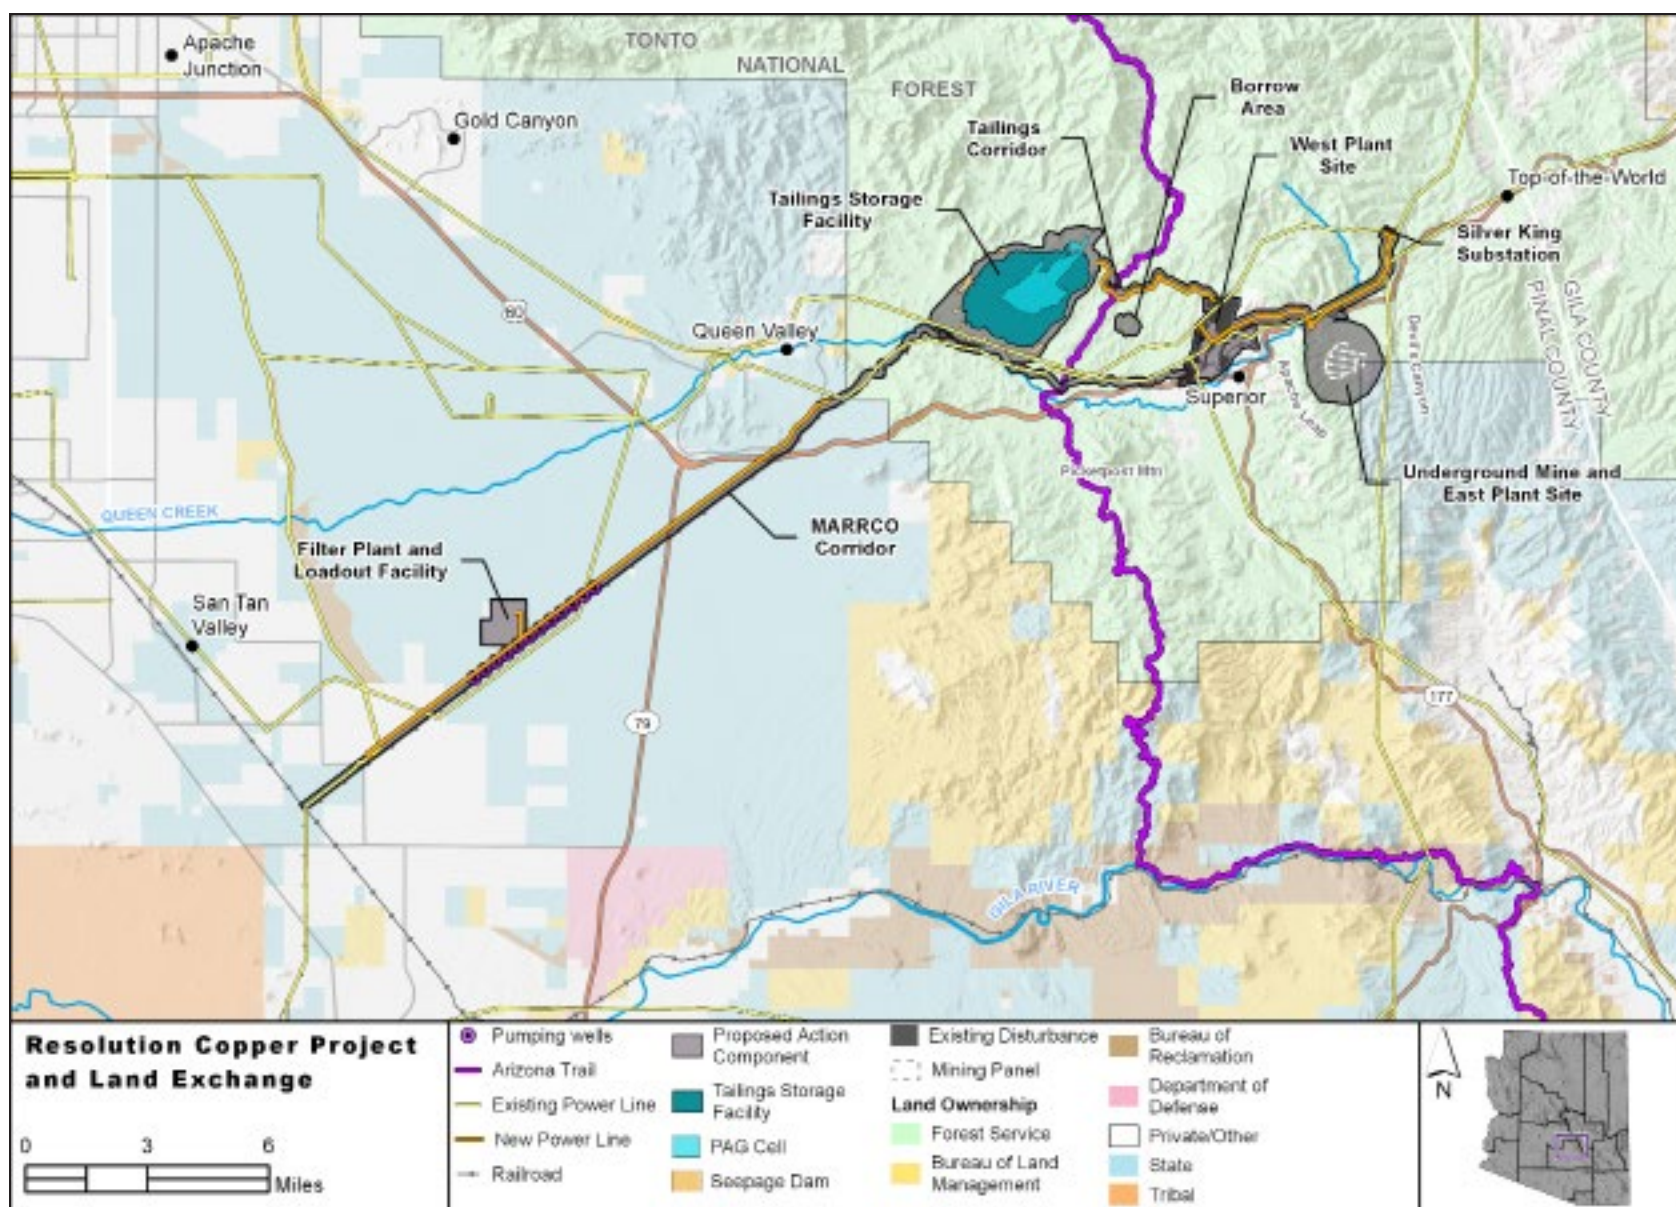 Apache
Junction
TONTO
NATIONAL
FOREST
Borrow
Area
Gold Canyon
Tailings
Corridor
West Plant
Site
Top-of-the-World
Tailings Storage
Facility
Silver King
Substation
60
Queen Valley
GILA COUNTY
PINAL COUNTY
Devil's Canyon
Superior
Apache Leap
Picketpost Mtn
Underground Mine and
East Plant Site
QUEEN CREEK
MARRCO
Corridor
Filter Plant and
Loadout Facility
San Tan
Valley
79
177
GILA RIVER
Resolution Copper Project
and Land Exchange
0 3 6
Miles
Pumping wells
Arizona Trail
Existing Power Line
New Power Line
Railroad
Proposed Action
Component
Tailings Storage
Facility
PAG Cell
Seepage Dam
Existing Disturbance
Mining Panel
Land Ownership
Forest Service
Bureau of Land
Management
Bureau of
Reclamation
Department of
Defense
Private/Other
State
Tribal
N